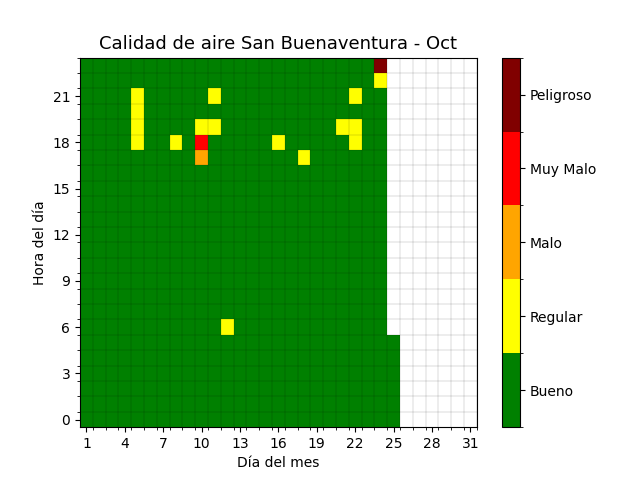 Calidad de aire San Buenaventura - Oct
Peligroso
Muy Malo
Malo
Regular
Bueno
Hora del día
21
18
15
12
9
6
3
0
1 4 7 10 13 16 19 22 25 28 31
Día del mes